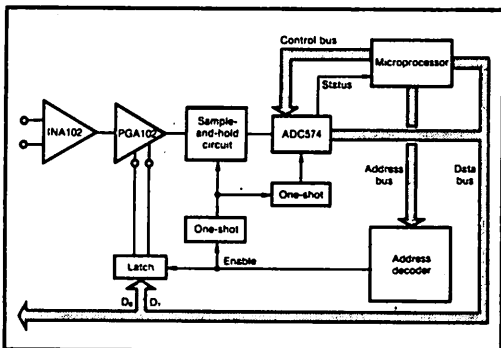 Control bus
Microprocessor
Status
INA102
PGA102
Sample-
and-hold
circuit
ADC574
Address
bus
Data
bus
One-shot
One-shot
Latch
Enable
Address
decoder
D₀ D₁